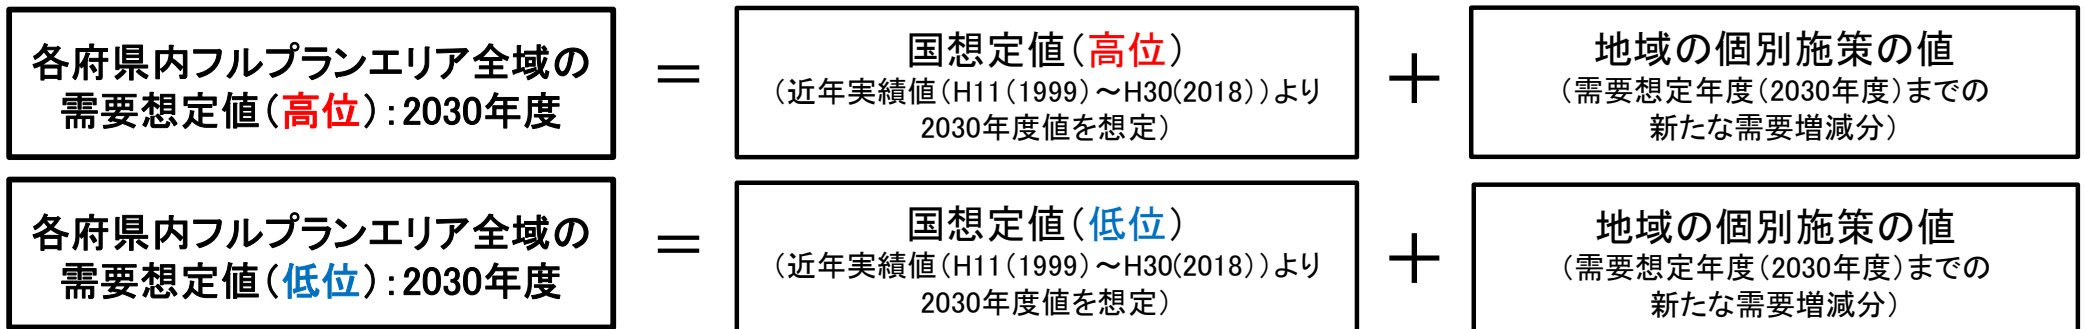 各府県内フルプランエリア全域の
需要想定値（高位）：2030年度
＝
国想定値（高位）
（近年実績値（H11（1999）～H30(2018)）より
2030年度値を想定）
＋
地域の個別施策の値
（需要想定年度（2030年度）までの
新たな需要増減分）
各府県内フルプランエリア全域の
需要想定値（低位）：2030年度
＝
国想定値（低位）
（近年実績値（H11（1999）～H30(2018)）より
2030年度値を想定）
＋
地域の個別施策の値
（需要想定年度（2030年度）までの
新たな需要増減分）